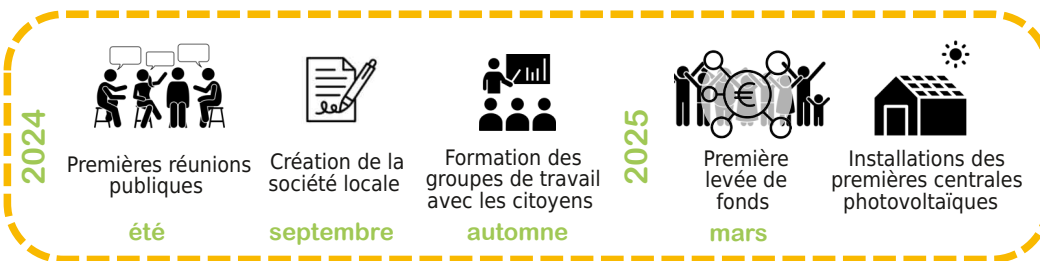 2024
Premières réunions
publiques
été
Création de la
société locale
septembre
Formation des
groupes de travail
avec les citoyens
automne
2025
Première
levée de
fonds
mars
Installations des
premières centrales
photovoltaïques
€